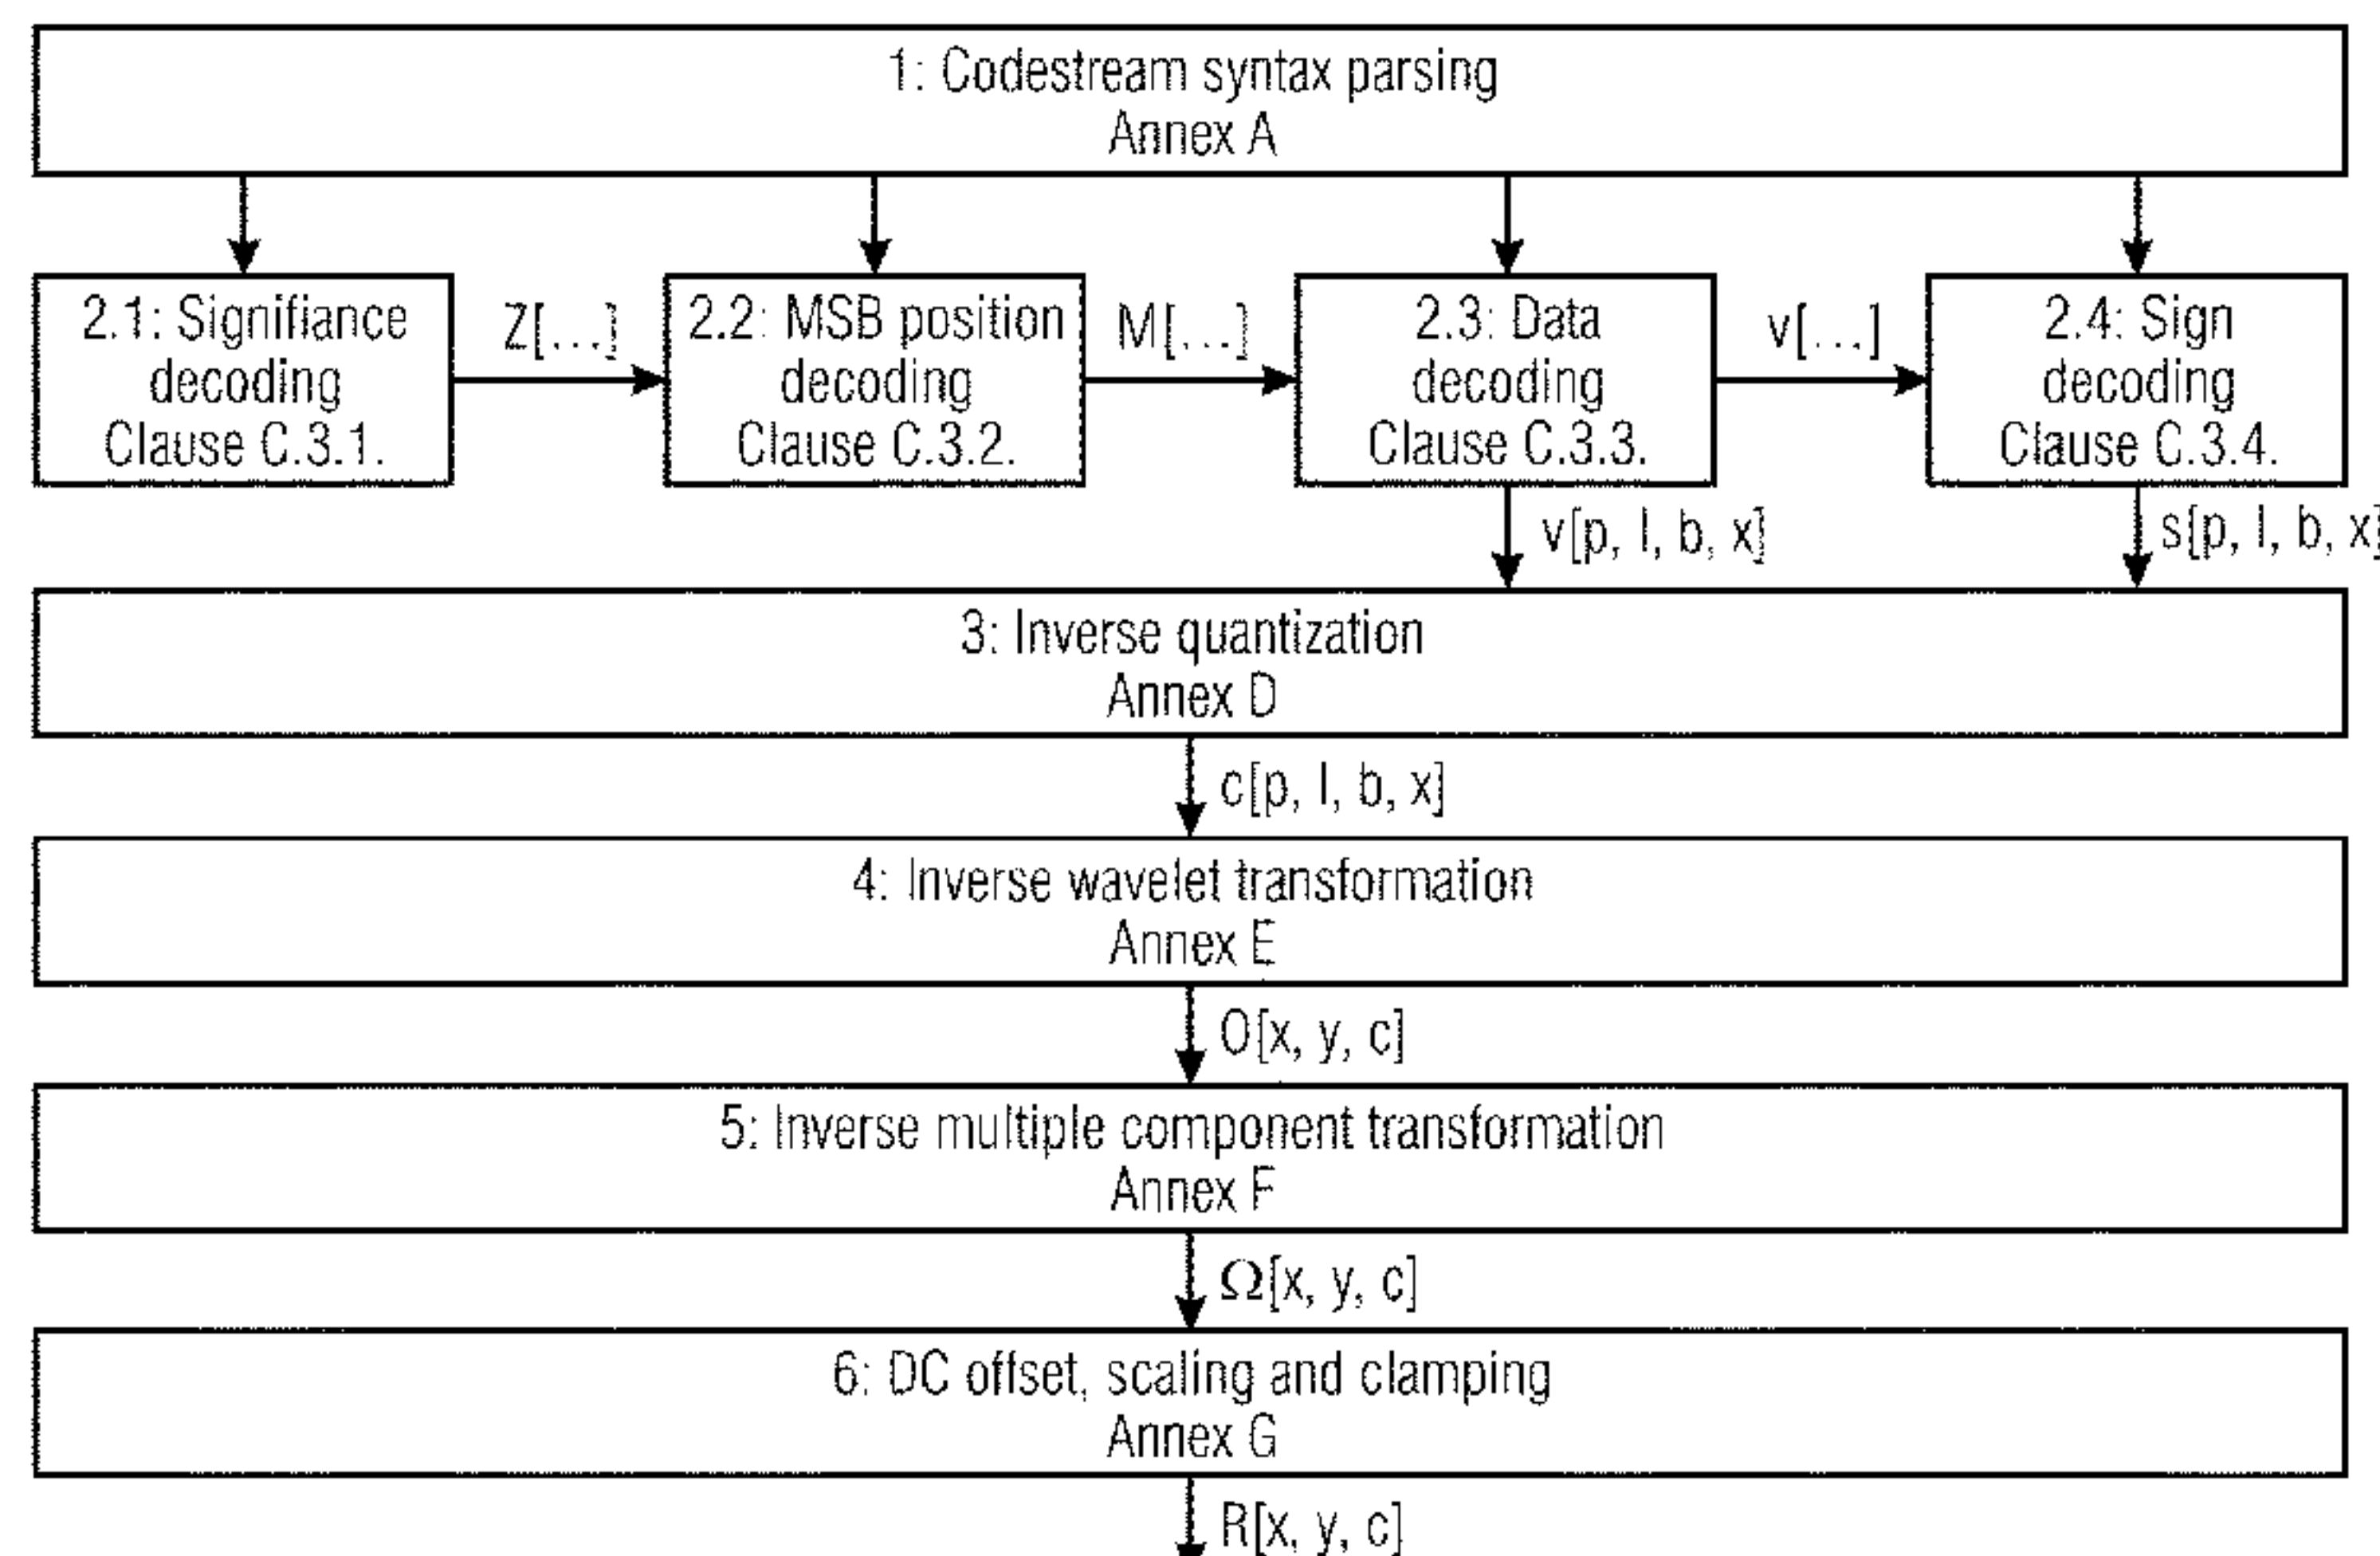 1: Codestream syntax parsing
Annex A
2.1: Signifiance
decoding
Clause C.3.1.
Z[...]
2.2: MSB position
decoding
Clause C.3.2.
M[...]
2.3: Data
decoding
Clause C.3.3.
v[...]
2.4: Sign
decoding
Clause C.3.4.
v[p, l, b, x]
s[p, l, b, x]
3: Inverse quantization
Annex D
c[p, l, b, x]
4: Inverse wavelet transformation
Annex E
O[x, y, c]
5: Inverse multiple component transformation
Annex F
Ω[x, y, c]
6: DC offset, scaling and clamping
Annex G
R[x, y, c]